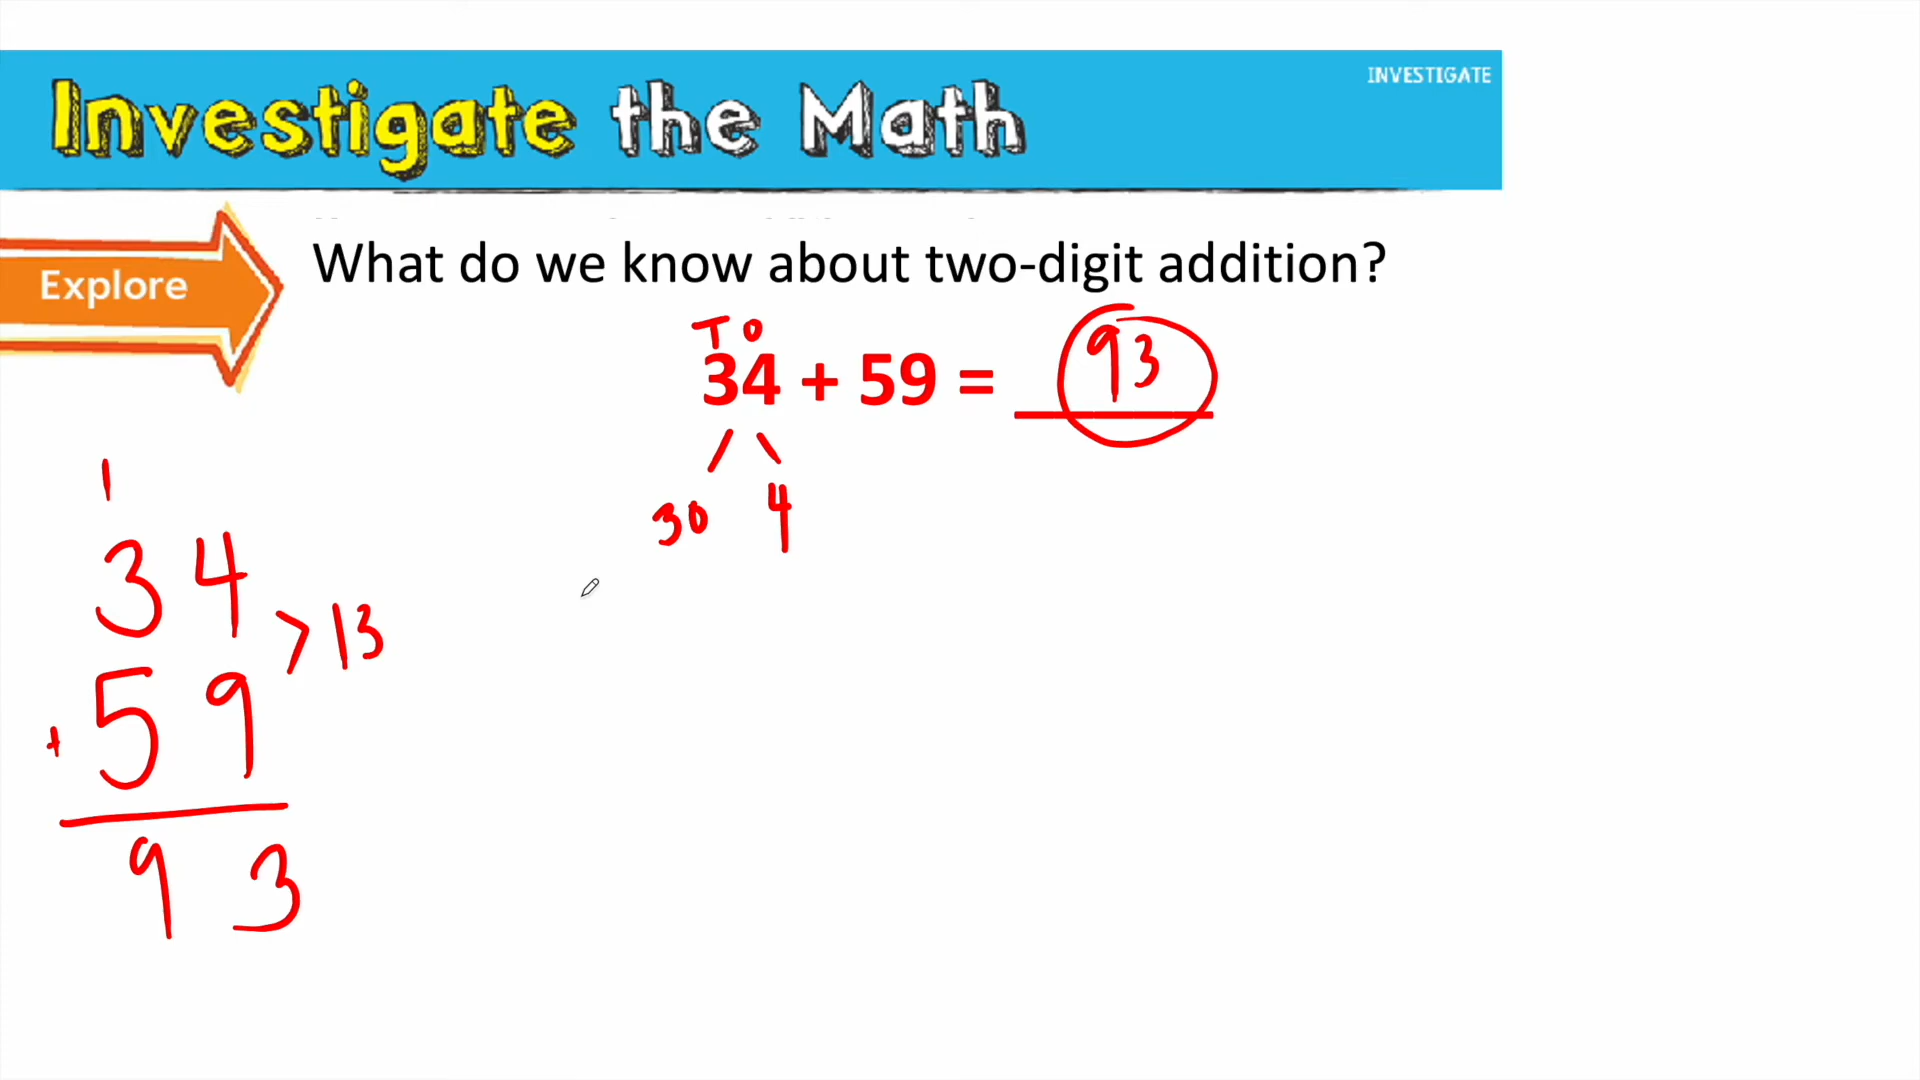 INVESTIGATE
Investigate the Math
Explore
What do we know about two-digit addition?
T O
34 + 59 = 93
30 4
1
34
> 13
+ 59
93